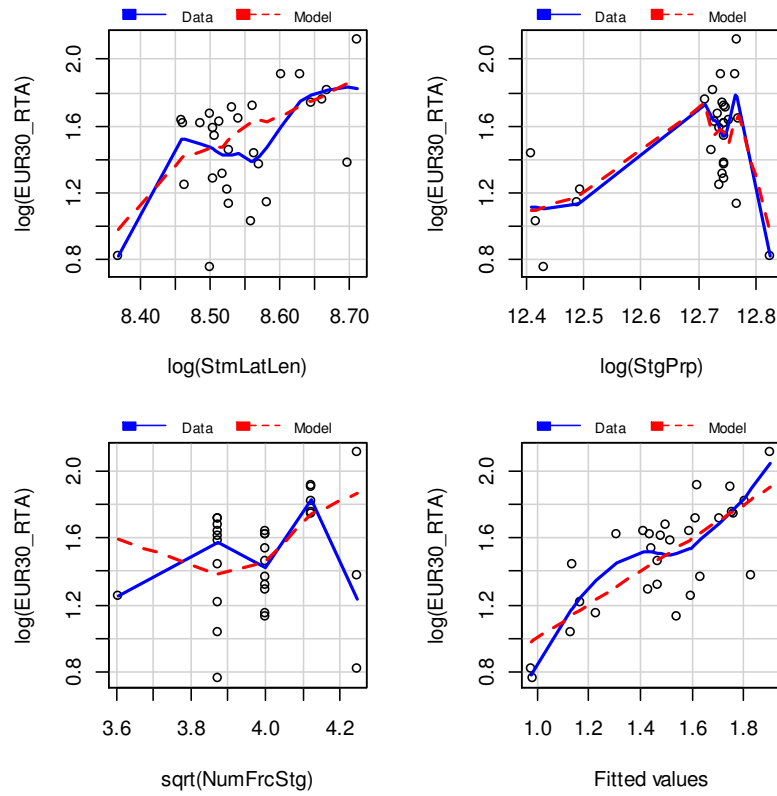 Data Model
log(EUR30_RTA)
0.8 1.2 1.6 2.0
8.40 8.50 8.60 8.70
log(StmLatLen)
Data Model
log(EUR30_RTA)
0.8 1.2 1.6 2.0
12.4 12.5 12.6 12.7 12.8
log(StgPrp)
Data Model
log(EUR30_RTA)
0.8 1.2 1.6 2.0
3.6 3.8 4.0 4.2
sqrt(NumFrcStg)
Data Model
log(EUR30_RTA)
0.8 1.2 1.6 2.0
1.0 1.2 1.4 1.6 1.8
Fitted values